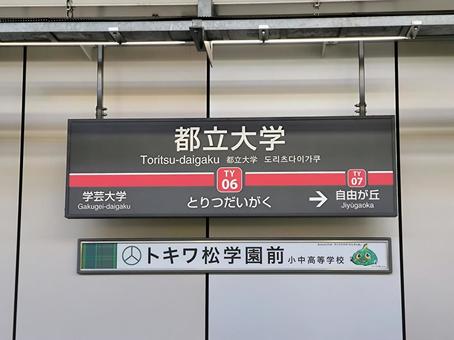 都立大学
Toritsu-daigaku 都立大学 도리츠다이가쿠
TY
06
TY
07
学芸大学
Gakugei-daigaku
とりつだいがく
→ 自由が丘
Jiyūgaoka
トキワ松学園前 小中高等学校